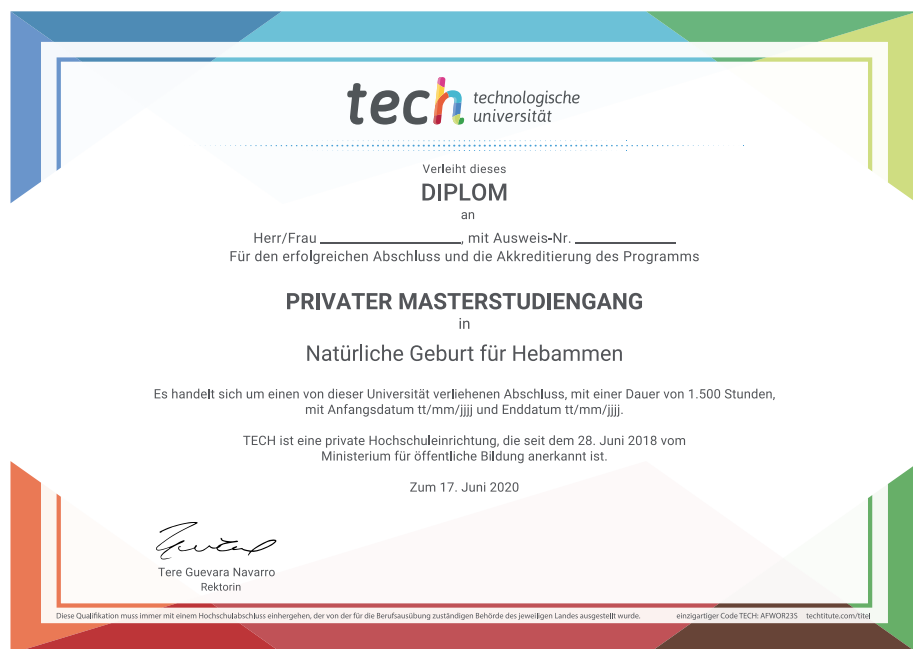 tech technologische
universität
Verleiht dieses
DIPLOM
an
Herr/Frau ____________________, mit Ausweis-Nr. ______________
Für den erfolgreichen Abschluss und die Akkreditierung des Programms
PRIVATER MASTERSTUDIENGANG
in
Natürliche Geburt für Hebammen
Es handelt sich um einen von dieser Universität verliehenen Abschluss, mit einer Dauer von 1.500 Stunden,
mit Anfangsdatum tt/mm/jjjj und Enddatum tt/mm/jjjj.
TECH ist eine private Hochschuleinrichtung, die seit dem 28. Juni 2018 vom
Ministerium für öffentliche Bildung anerkannt ist.
Zum 17. Juni 2020
Tere Guevara Navarro
Rektorin
Diese Qualifikation muss immer mit einem Hochschulabschluss einhergehen, der von der für die Berufsausübung zuständigen Behörde des jeweiligen Landes ausgestellt wurde. einzigartiger Code TECH: AFWOR23S techtitute.com/titel